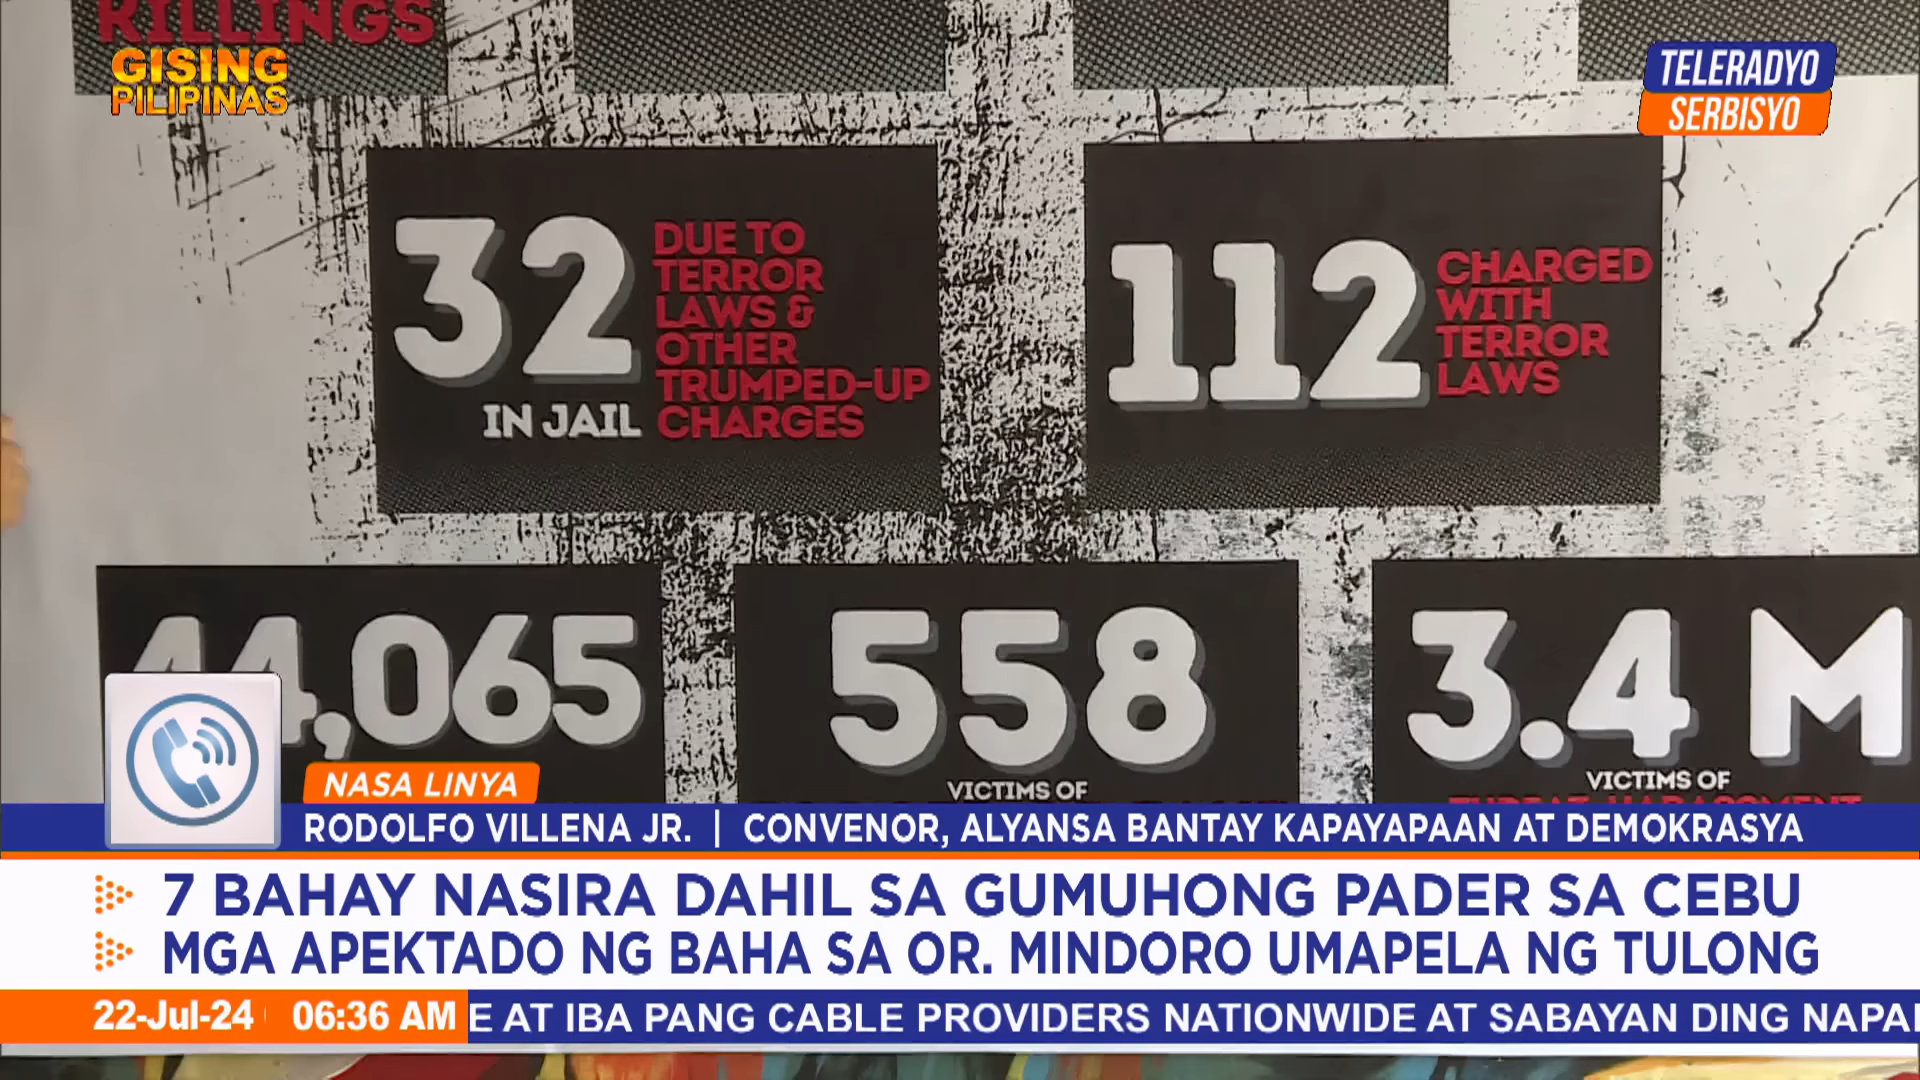 KILLINGS
GISING
PILIPINAS
TELERADYO
SERBISYO
32
IN JAIL
DUE TO
TERROR
LAWS &
OTHER
TRUMPED-UP
CHARGES
112
CHARGED
WITH
TERROR
LAWS
44,065
558
VICTIMS OF
3.4 M
VICTIMS OF
NASA LINYA
RODOLFO VILLENA JR. | CONVENOR, ALYANSA BANTAY KAPAYAPAAN AT DEMOKRASYA
7 BAHAY NASIRA DAHIL SA GUMUHONG PADER SA CEBU
MGA APEKTADO NG BAHA SA OR. MINDORO UMAPELA NG TULONG
22-Jul-24 06:36 AM E AT IBA PANG CABLE PROVIDERS NATIONWIDE AT SABAYAN DING NAPA